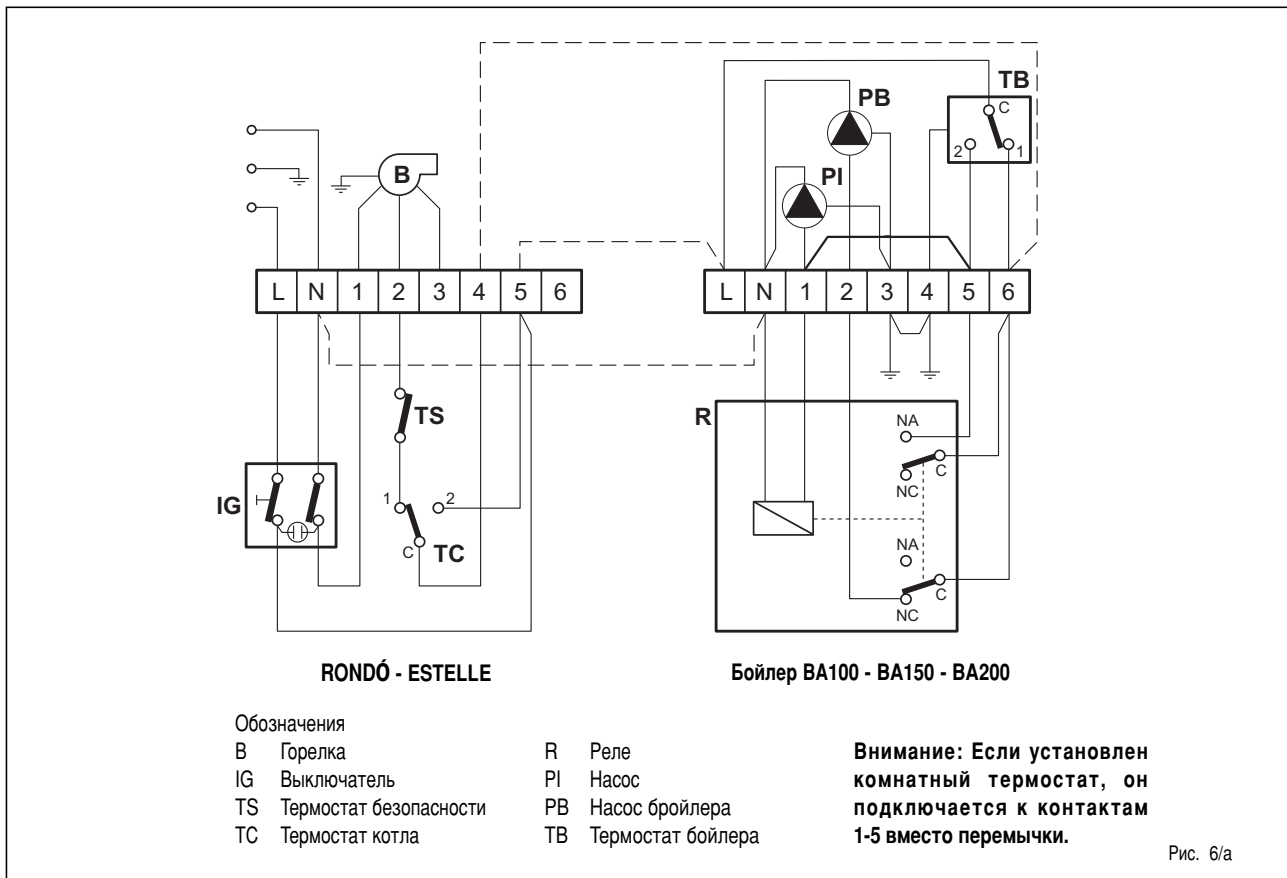 PB
TB
C
2 1
B
PI
L N 1 2 3 4 5 6
L N 1 2 3 4 5 6
TS
R
NA
C
NC
IG
1 2
C
TC
NA
C
NC
RONDÓ - ESTELLE
Бойлер BA100 - BA150 - BA200
Обозначения
B Горелка
IG Выключатель
TS Термостат безопасности
TC Термостат котла
R Реле
PI Насос
PB Насос бройлера
TB Термостат бойлера
Внимание: Если установлен
комнатный термостат, он
подключается к контактам
1-5 вместо перемычки.
Рис. 6/a